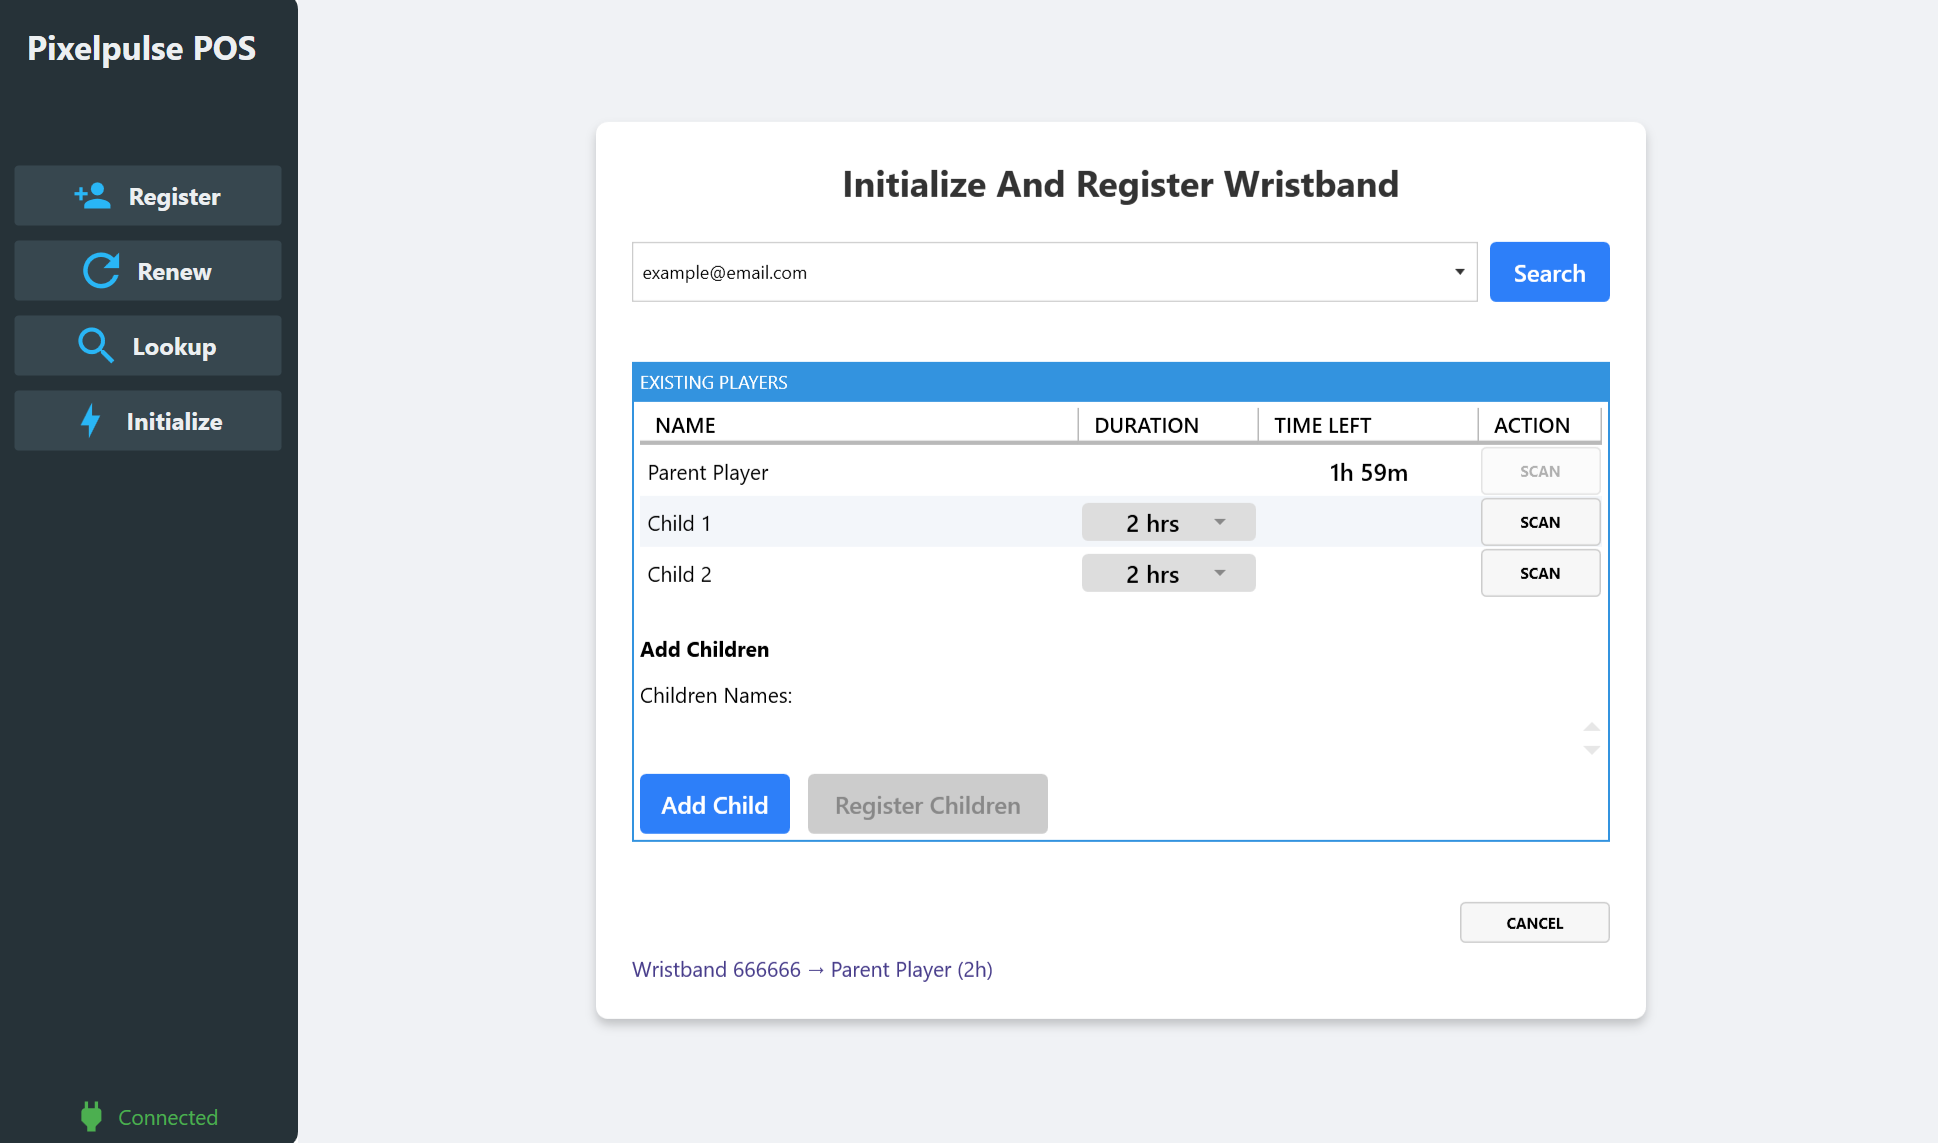 Pixelpulse POS
Register
Renew
Lookup
Initialize
Connected
Initialize And Register Wristband
example@email.com
Search
EXISTING PLAYERS
NAME DURATION TIME LEFT ACTION
Parent Player 1h 59m SCAN
Child 1 2 hrs SCAN
Child 2 2 hrs SCAN
Add Children
Children Names:
Add Child Register Children
CANCEL
Wristband 666666 → Parent Player (2h)